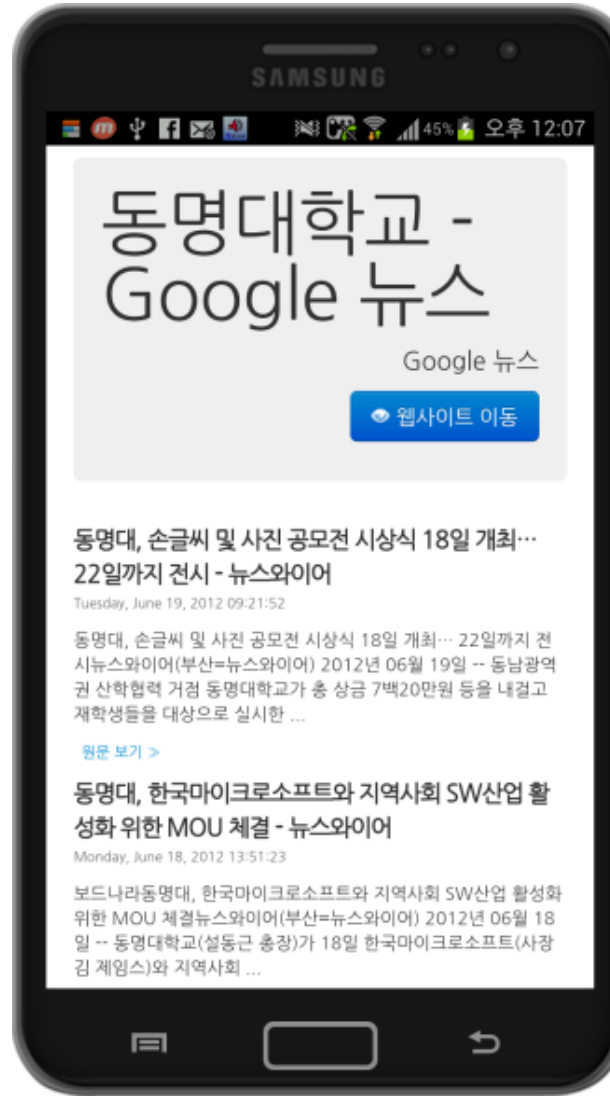 SAMSUNG
45% 오후 12:07
동명대학교 -
Google 뉴스
Google 뉴스
웹사이트 이동
동명대, 손글씨 및 사진 공모전 시상식 18일 개최…
22일까지 전시 - 뉴스와이어
Tuesday, June 19, 2012 09:21:52
동명대, 손글씨 및 사진 공모전 시상식 18일 개최… 22일까지 전
시뉴스와이어(부산=뉴스와이어) 2012년 06월 19일 -- 동남광역
권 산학협력 거점 동명대학교가 총 상금 7백20만원 등을 내걸고
재학생들을 대상으로 실시한 ...
원문 보기 »
동명대, 한국마이크로소프트와 지역사회 SW산업 활
성화 위한 MOU 체결 - 뉴스와이어
Monday, June 18, 2012 13:51:23
보드나라동명대, 한국마이크로소프트와 지역사회 SW산업 활성화
위한 MOU 체결뉴스와이어(부산=뉴스와이어) 2012년 06월 18
일 -- 동명대학교(설동근 총장)가 18일 한국마이크로소프트(사장
김 제임스)와 지역사회 ...